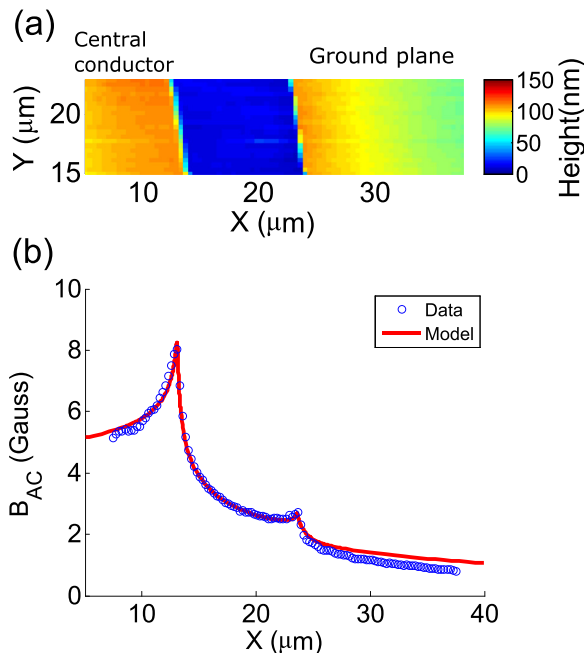 (a)
Central
conductor
Ground plane
Y (μm)
22
15
10
20
30
X (μm)
150
100
50
0
Height(nm)
(b)
10
8
6
4
2
0
B_AC (Gauss)
Data
Model
10
20
30
40
X (μm)